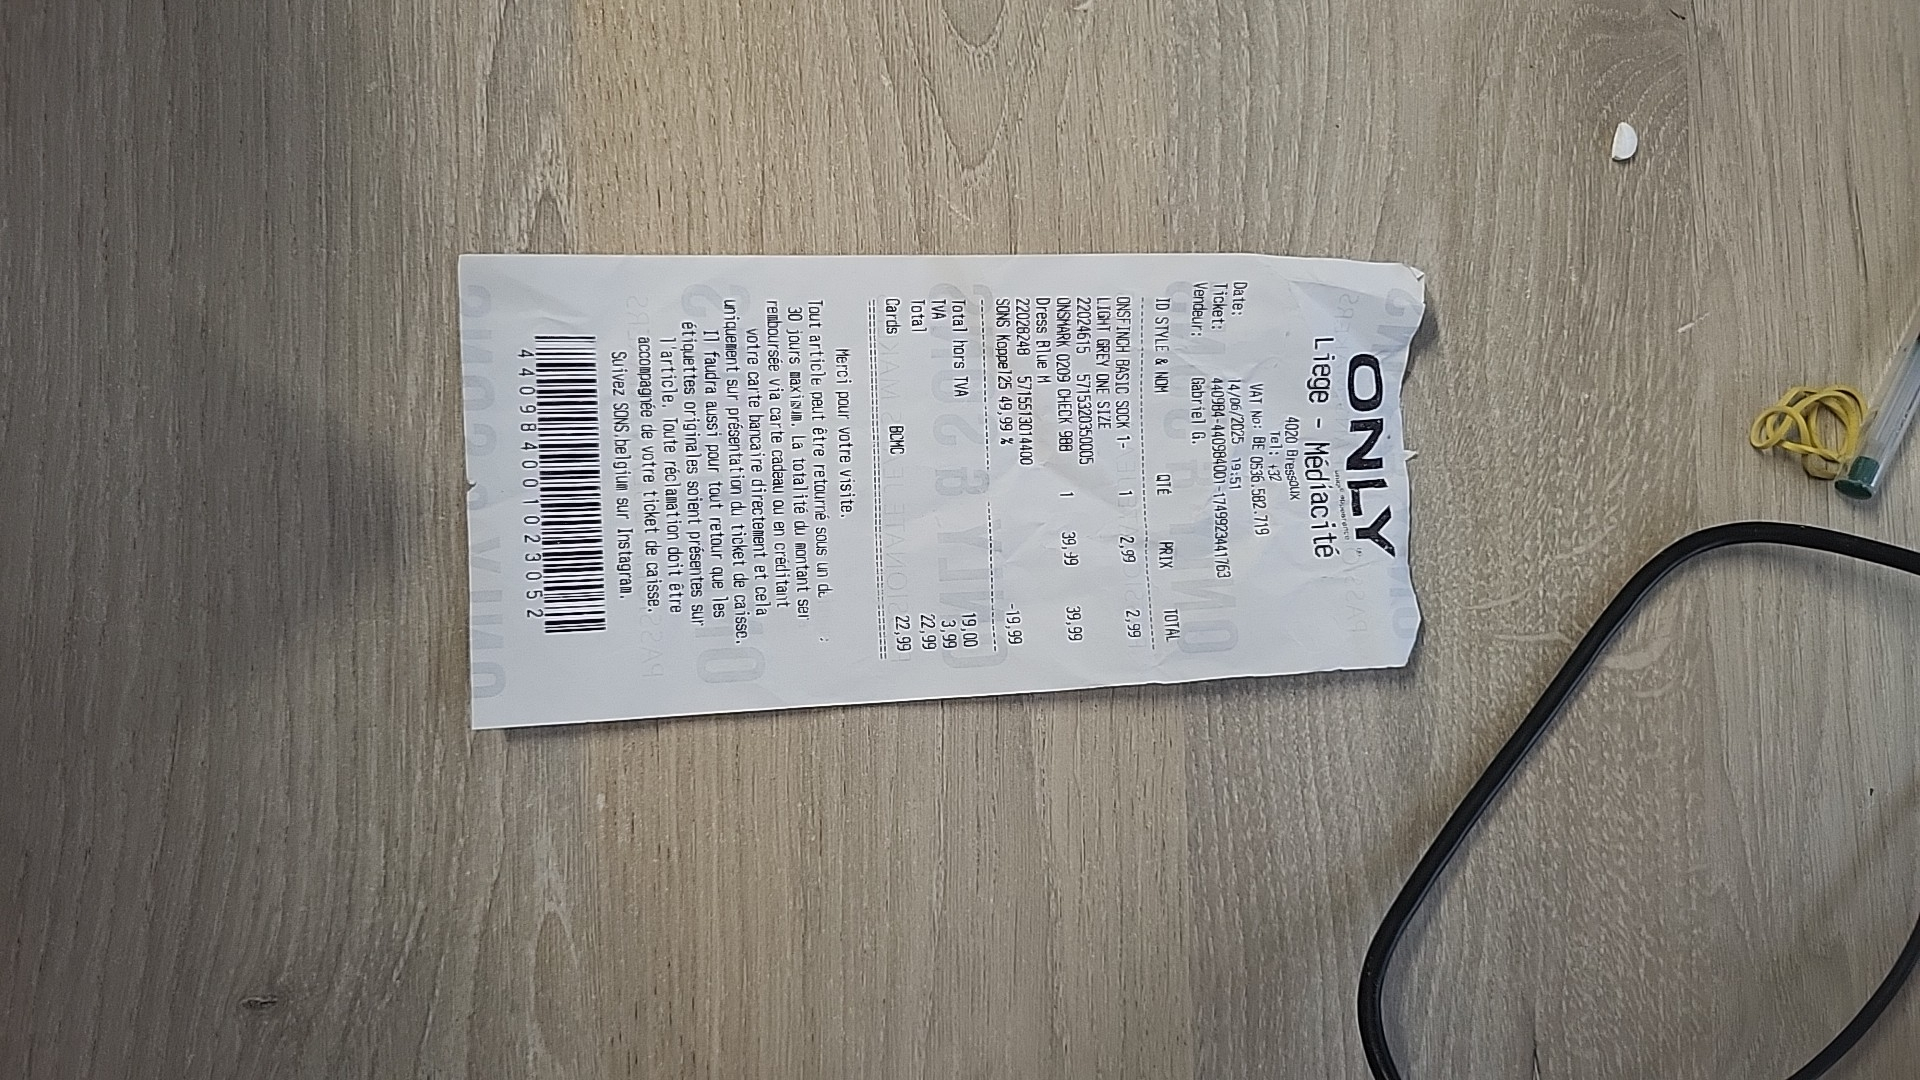 ONLY
Liege - Médiacité
4020 Bressoux
Tel: +32
VAT No: BE 0536.582.719
Date: 14/06/2025 19:51
Ticket: 440984-440984001-1749923441763
Vendeur: Gabriel G.
ID STYLE & NOM QTE PRIX TOTAL
ONSFINCH BASIC SOCK 1- 1 2,99 2,99
LIGHT GREY ONE SIZE
22024615 5715320350005
ONSMARK 0209 CHECK 988 1 39,99 39,99
Dress Blue M
22028248 5715513014400
SONS Koppel25 49,99 % -19,99
Total hors TVA 19,00
TVA 3,99
Total 22,99
Cards BCMC 22,99
Merci pour votre visite.
Tout article peut être retourné sous un de
30 jours maximum. La totalité du montant ser
remboursée via carte cadeau ou en créditant
votre carte bancaire directement et cela
uniquement sur présentation du ticket de caisse.
Il faudra aussi pour tout retour que les
étiquettes originales soient présentes sur
l'article. Toute réclamation doit être
accompagnée de votre ticket de caisse.
Suivez SONS.belgium sur Instagram.
440984001023052